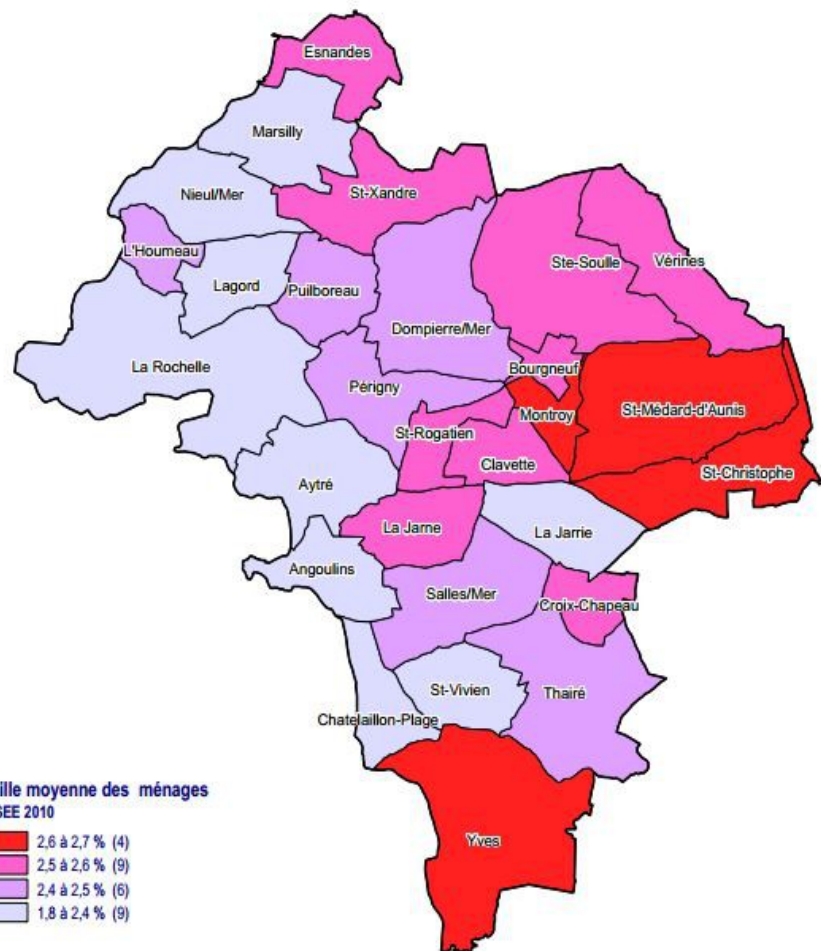 Esnandes
Marsilly
Nieul/Mer
St-Xandre
L'Houmeau
Lagord
Puilboreau
Ste-Soulle
Vérines
Dompierre/Mer
La Rochelle
Bourgneuf
Périgny
Montroy
St-Médard-d'Aunis
St-Rogatien
Clavette
St-Christophe
Aytré
La Jarne
La Jarrie
Angoulins
Salles/Mer
Croix-Chapeau
St-Vivien
Thairé
Chatelaillon-Plage
Yves
ille moyenne des ménages
SEE 2010
2,6 à 2,7 % (4)
2,5 à 2,6 % (9)
2,4 à 2,5 % (6)
1,8 à 2,4 % (9)